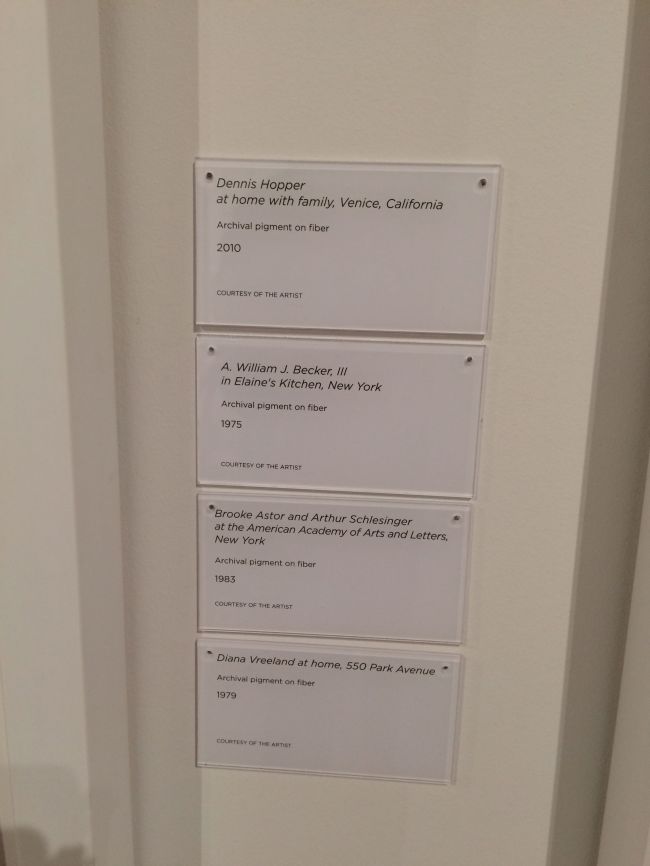 Dennis Hopper
at home with family, Venice, California
Archival pigment on fiber
2010
COURTESY OF THE ARTIST
A. William J. Becker, III
in Elaine's Kitchen, New York
Archival pigment on fiber
1975
COURTESY OF THE ARTIST
Brooke Astor and Arthur Schlesinger
at the American Academy of Arts and Letters,
New York
Archival pigment on fiber
1983
COURTESY OF THE ARTIST
Diana Vreeland at home, 550 Park Avenue
Archival pigment on fiber
1979
COURTESY OF THE ARTIST